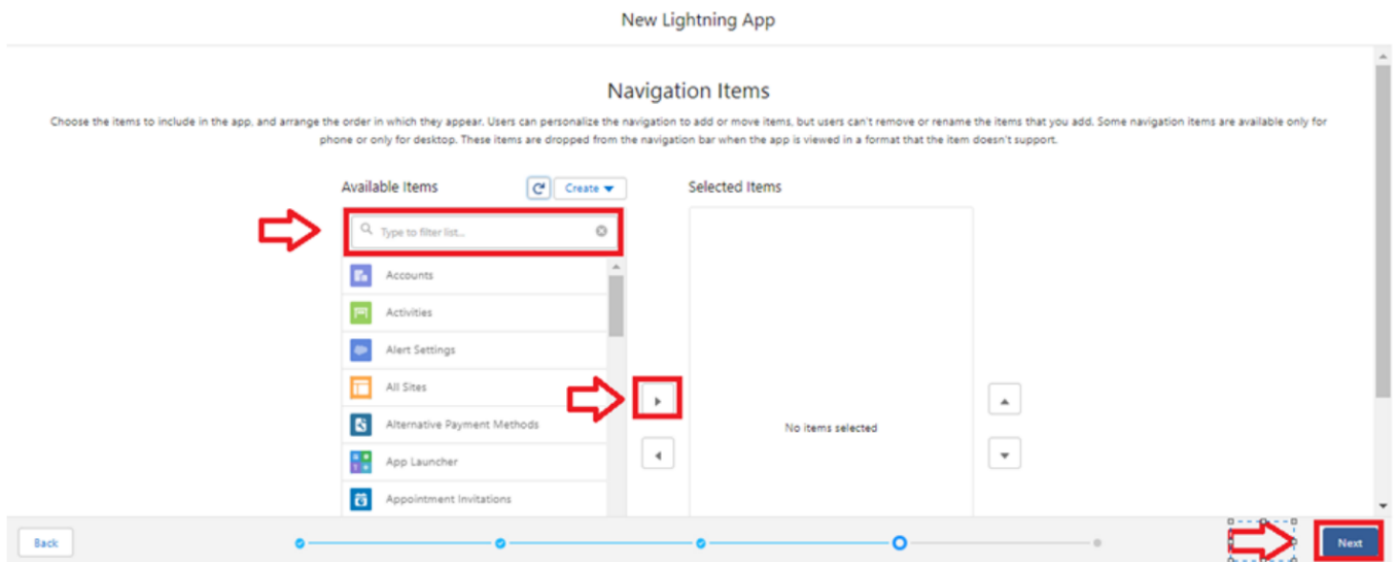 New Lightning App
Navigation Items
Choose the items to include in the app, and arrange the order in which they appear. Users can personalize the navigation to add or move items, but users can't remove or rename the items that you add. Some navigation items are available only for
phone or only for desktop. These items are dropped from the navigation bar when the app is viewed in a format that the item doesn't support.
Available Items
Create
Selected Items
Type to filter list...
Accounts
Activities
Alert Settings
All Sites
Alternative Payment Methods
No items selected
App Launcher
Appointment Invitations
Back
Next